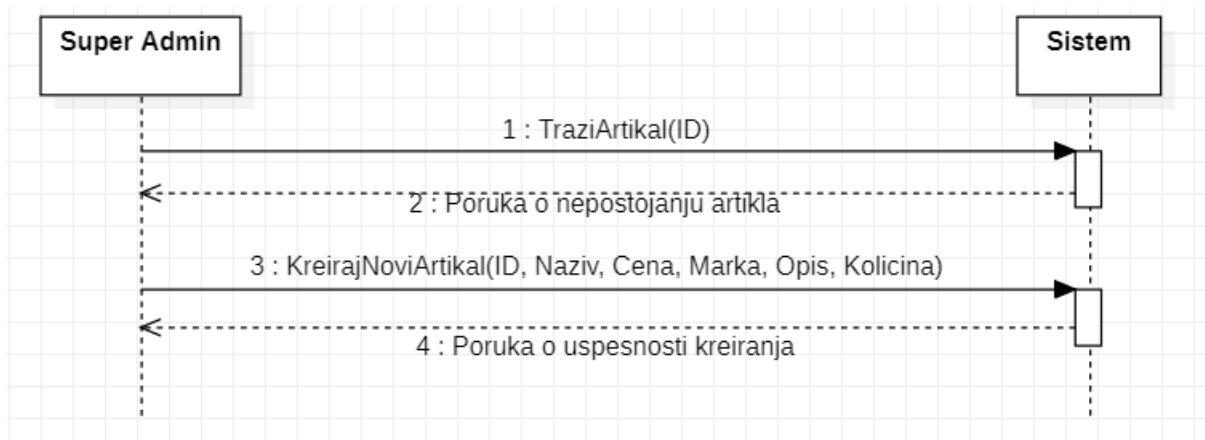 Super Admin
Sistem
1 : TraziArtikal(ID)
2 : Poruka o nepostojanju artikla
3 : KreirajNoviArtikal(ID, Naziv, Cena, Marka, Opis, Kolicina)
4 : Poruka o uspesnosti kreiranja